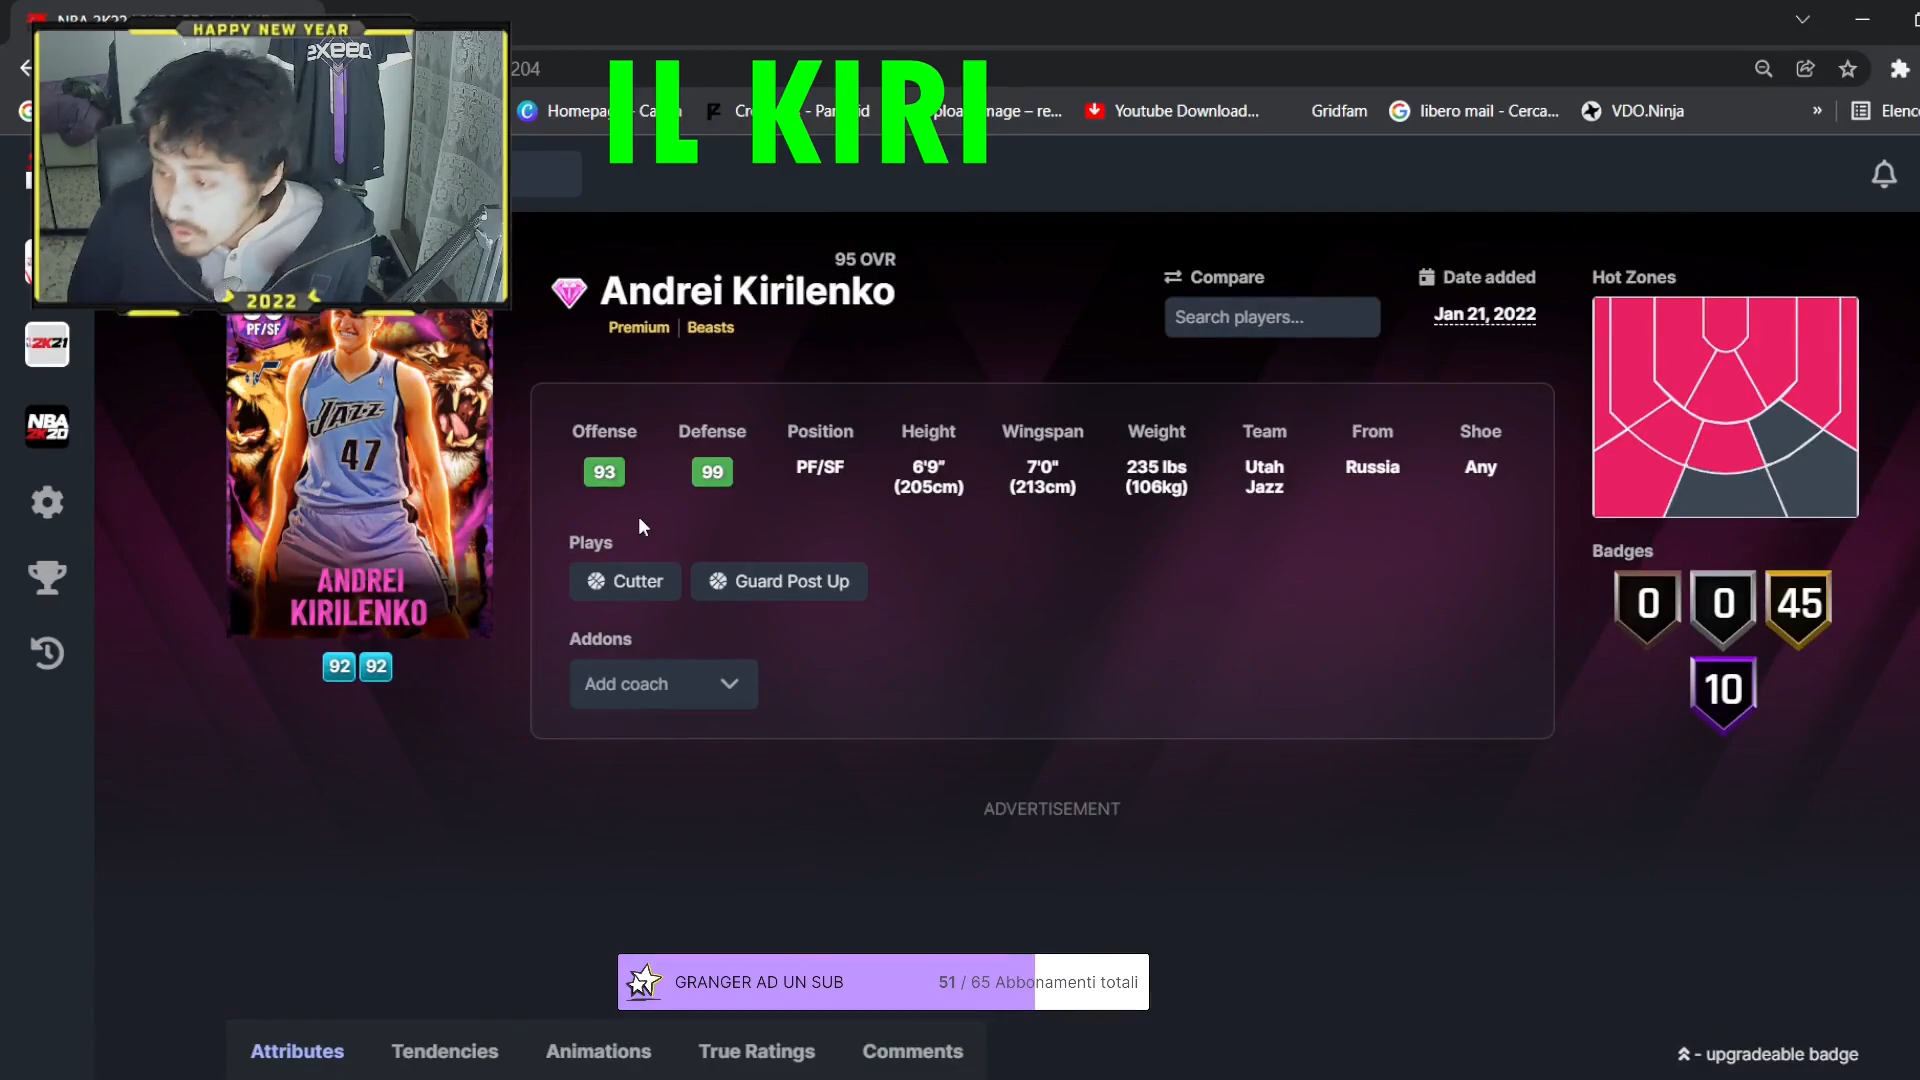 HAPPY NEW YEAR
exeed
2022
IL KIRI
204
Youtube Download...
Gridfam
libero mail - Cerca...
VDO.Ninja
»
95 OVR
Andrei Kirilenko
Premium | Beasts
Compare
Search players...
Date added
Jan 21, 2022
Hot Zones
PF/SF
JAZZ
47
ANDREI
KIRILENKO
92 92
2K21
NBA
2K20
Offense Defense Position Height Wingspan Weight Team From Shoe
93 99 PF/SF 6'9" 7'0" 235 lbs Utah Russia Any
(205cm) (213cm) (106kg) Jazz
Plays
Cutter Guard Post Up
Addons
Add coach
Badges
0 0 45
10
ADVERTISEMENT
GRANGER AD UN SUB 51 / 65 Abbonamenti totali
Attributes Tendencies Animations True Ratings Comments
- upgradeable badge